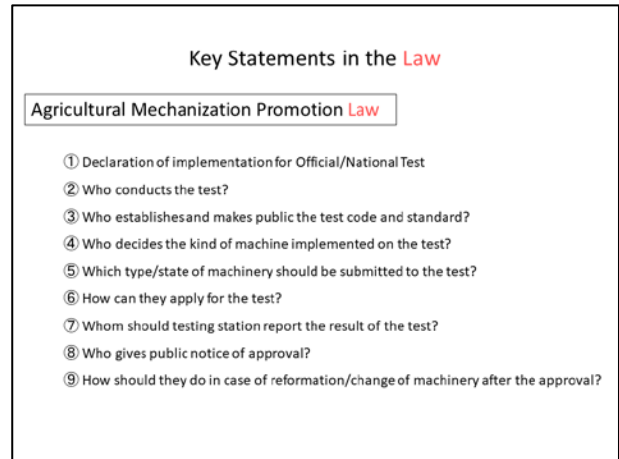 Key Statements in the Law
Agricultural Mechanization Promotion Law
① Declaration of implementation for Official/National Test
② Who conducts the test?
③ Who establishes and makes public the test code and standard?
④ Who decides the kind of machine implemented on the test?
⑤ Which type/state of machinery should be submitted to the test?
⑥ How can they apply for the test?
⑦ Whom should testing station report the result of the test?
⑧ Who gives public notice of approval?
⑨ How should they do in case of reformation/change of machinery after the approval?